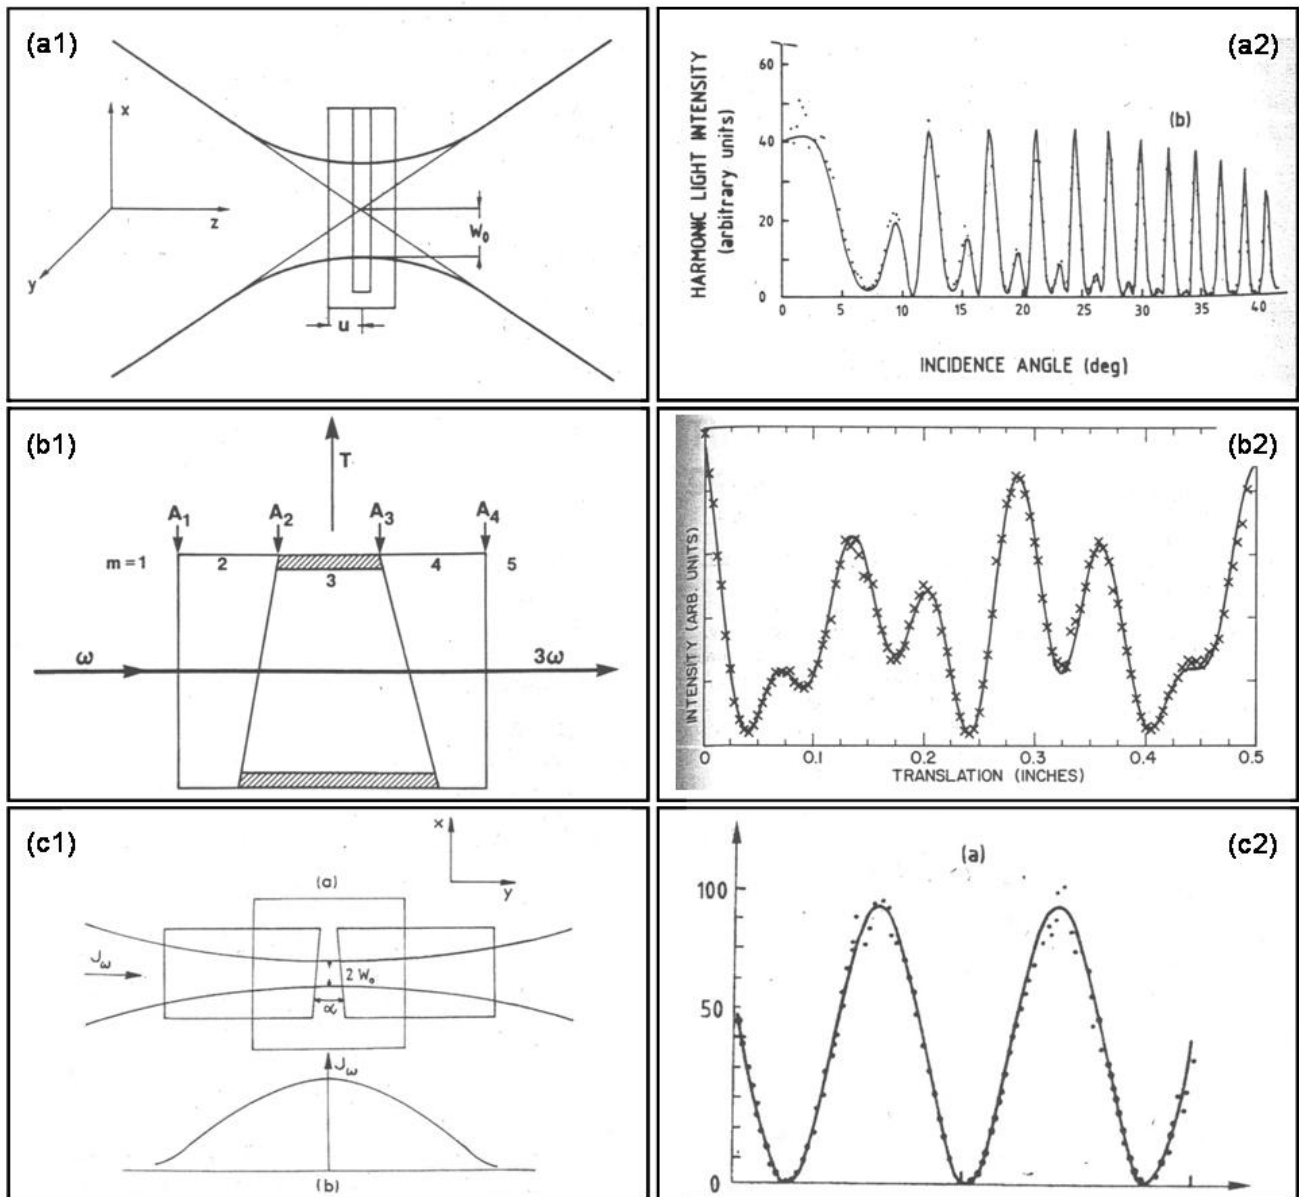 (a1)
x
z
y
W₀
u
(a2)
(b)
HARMONIC LIGHT INTENSITY
(arbitrary units)
60
40
20
0
0 5 10 15 20 25 30 35 40
INCIDENCE ANGLE (deg)
(b1)
T
A₁ A₂ A₃ A₄
m = 1 2 3 4 5
ω 3ω
(b2)
INTENSITY (ARB. UNITS)
0 0.1 0.2 0.3 0.4 0.5
TRANSLATION (INCHES)
(c1)
x
y
(a)
Jω
2 W₀
α
Jω
(b)
(c2)
(a)
100
50
0